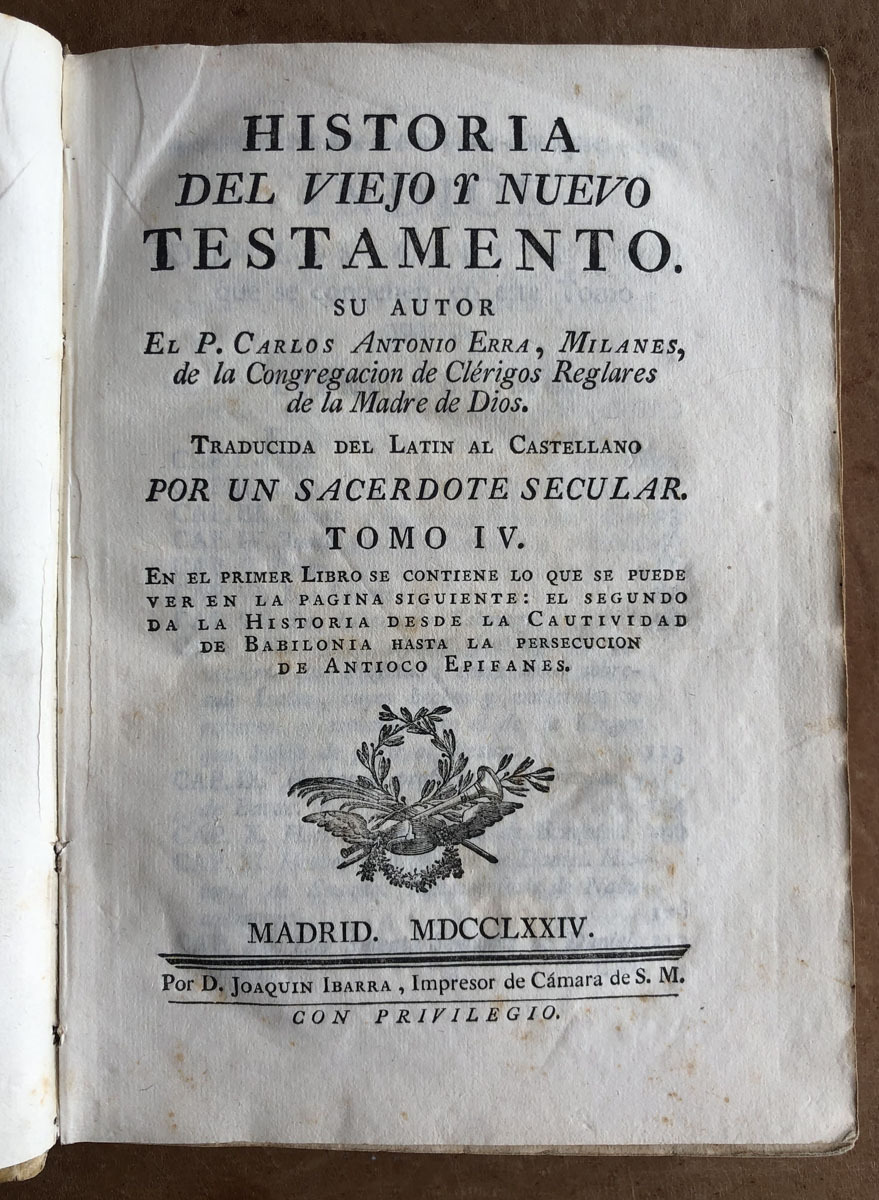 HISTORIA
DEL VIEJO Y NUEVO
TESTAMENTO.
SU AUTOR
EL P. CARLOS ANTONIO ERRA, MILANES,
de la Congregacion de Clérigos Reglares
de la Madre de Dios.
TRADUCIDA DEL LATIN AL CASTELLANO
POR UN SACERDOTE SECULAR.
TOMO IV.
EN EL PRIMER LIBRO SE CONTIENE LO QUE SE PUEDE
VER EN LA PAGINA SIGUIENTE: EL SEGUNDO
DA LA HISTORIA DESDE LA CAUTIVIDAD
DE BABILONIA HASTA LA PERSECUCION
DE ANTIOCO EPIFANES.
MADRID. MDCCLXXIV.
Por D. JOAQUIN IBARRA, Impresor de Cámara de S. M.
CON PRIVILEGIO.